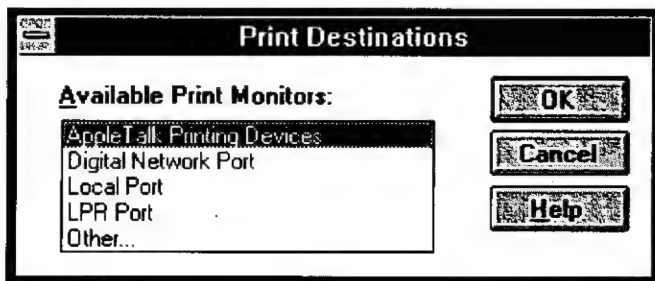 Print Destinations
Available Print Monitors:
AppleTalk Printing Devices
Digital Network Port
Local Port
LPR Port
Other...
OK
Cancel
Help